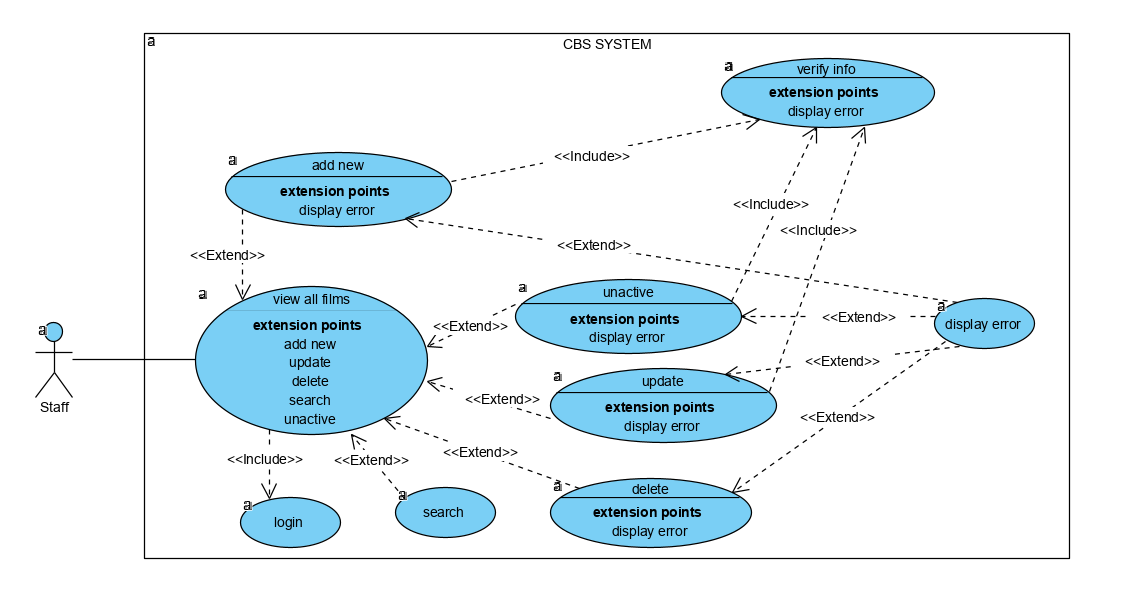 a
CBS SYSTEM
a
verify info
extension points
display error
<<Include>>
a
add new
extension points
display error
<<Include>>
<<Include>>
<<Extend>>
<<Extend>>
a
view all films
extension points
add new
update
delete
search
unactive
a
unactive
extension points
display error
<<Extend>>
<<Extend>>
a
display error
a
Staff
<<Extend>>
a
update
extension points
display error
<<Extend>>
<<Extend>>
<<Include>>
<<Extend>>
<<Extend>>
a
delete
extension points
display error
a
login
a
search